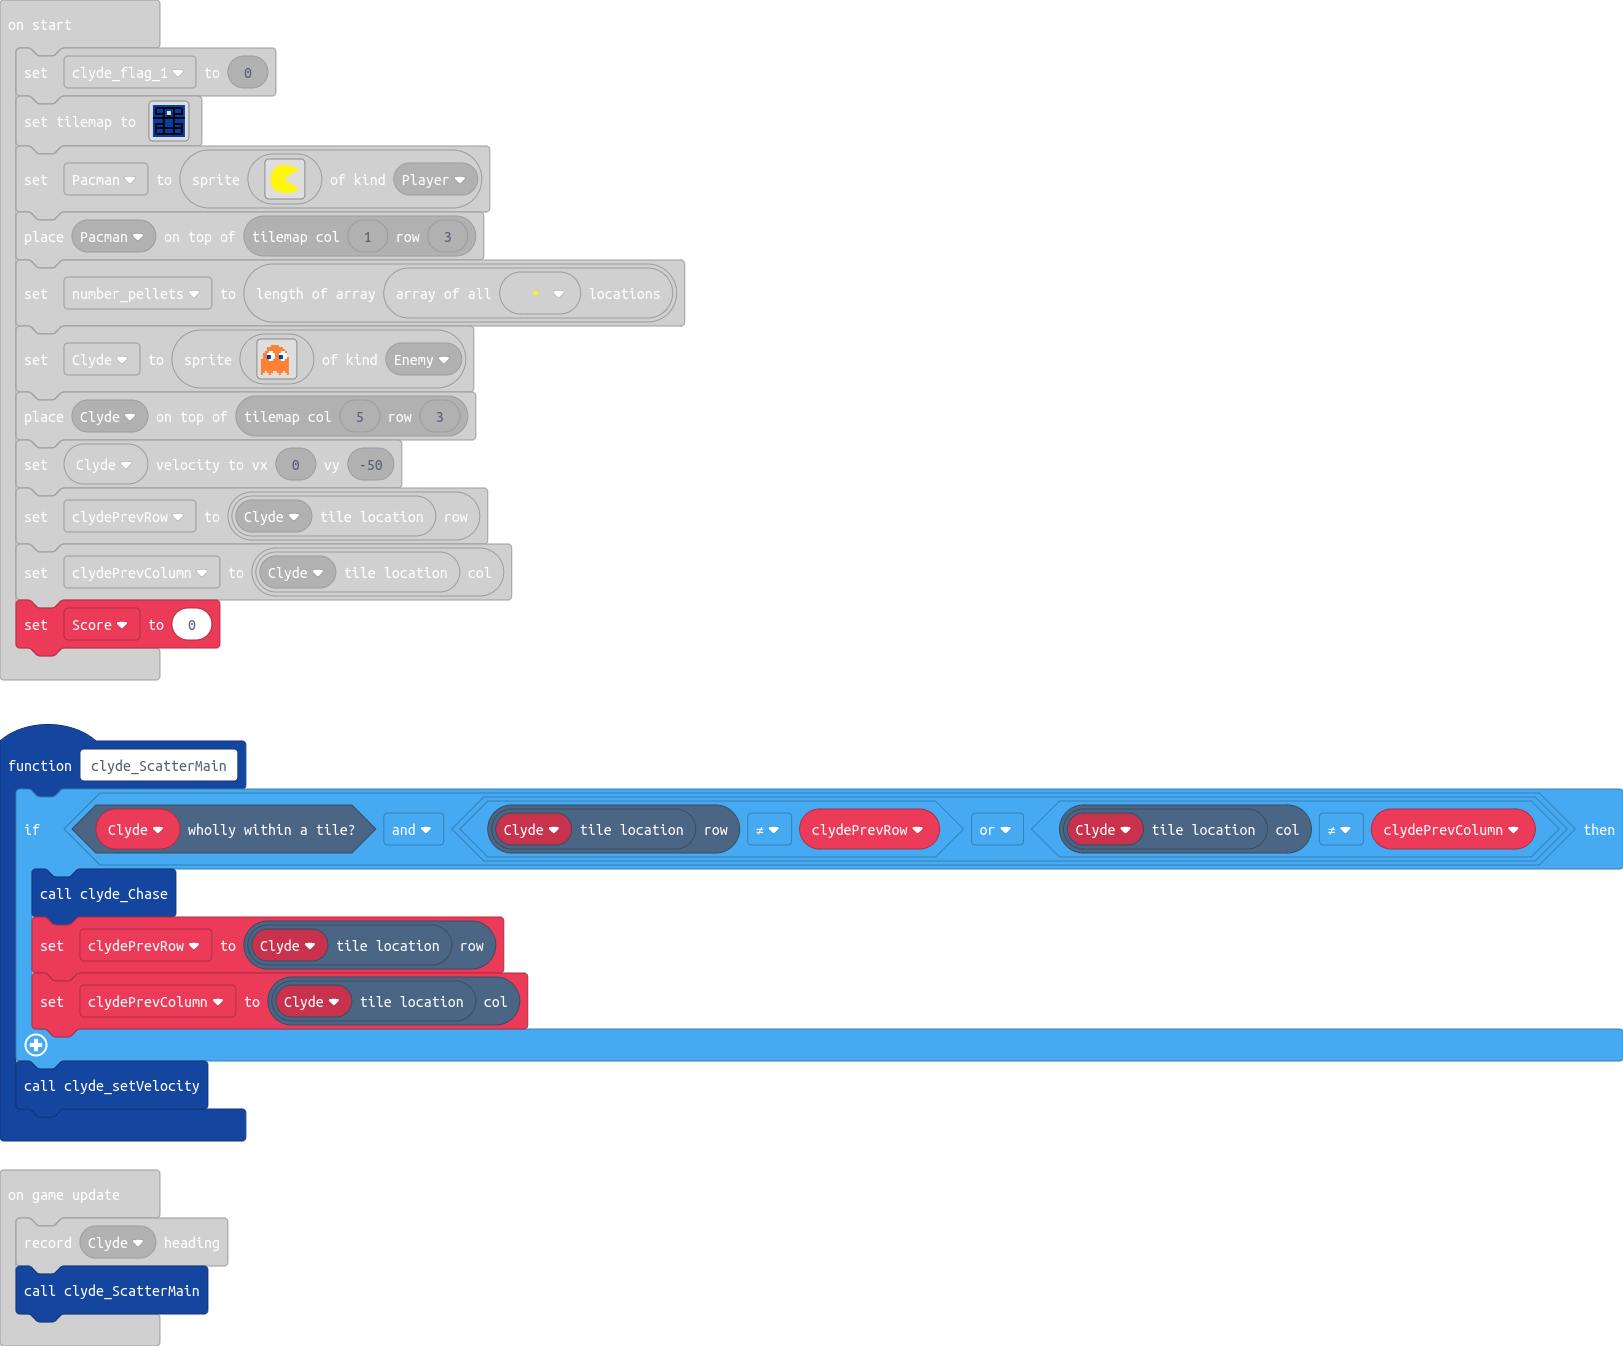 on start
set clyde_flag_1 to 0
set tilemap to
set Pacman to sprite of kind Player
place Pacman on top of tilemap col 1 row 3
set number_pellets to length of array array of all locations
set Clyde to sprite of kind Enemy
place Clyde on top of tilemap col 5 row 3
set Clyde velocity to vx 0 vy -50
set clydePrevRow to Clyde tile location row
set clydePrevColumn to Clyde tile location col
set Score to 0
function clyde_ScatterMain
if Clyde wholly within a tile? and Clyde tile location row ≠ clydePrevRow or Clyde tile location col ≠ clydePrevColumn then
call clyde_Chase
set clydePrevRow to Clyde tile location row
set clydePrevColumn to Clyde tile location col
call clyde_setVelocity
on game update
record Clyde heading
call clyde_ScatterMain